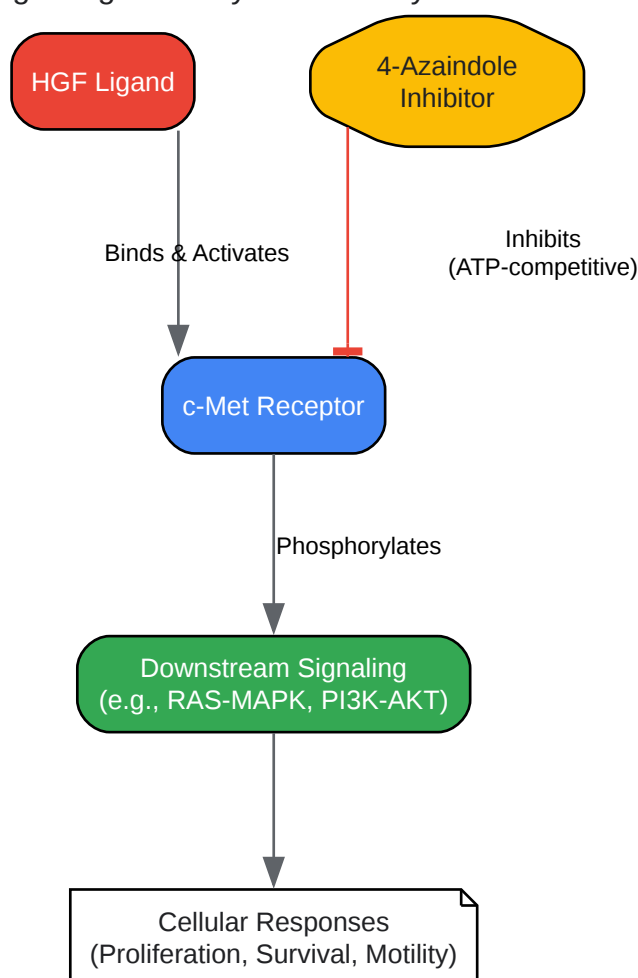 HGF Ligand
4-Azaindole
Inhibitor
Binds & Activates
Inhibits
(ATP-competitive)
c-Met Receptor
Phosphorylates
Downstream Signaling
(e.g., RAS-MAPK, PI3K-AKT)
Cellular Responses
(Proliferation, Survival, Motility)